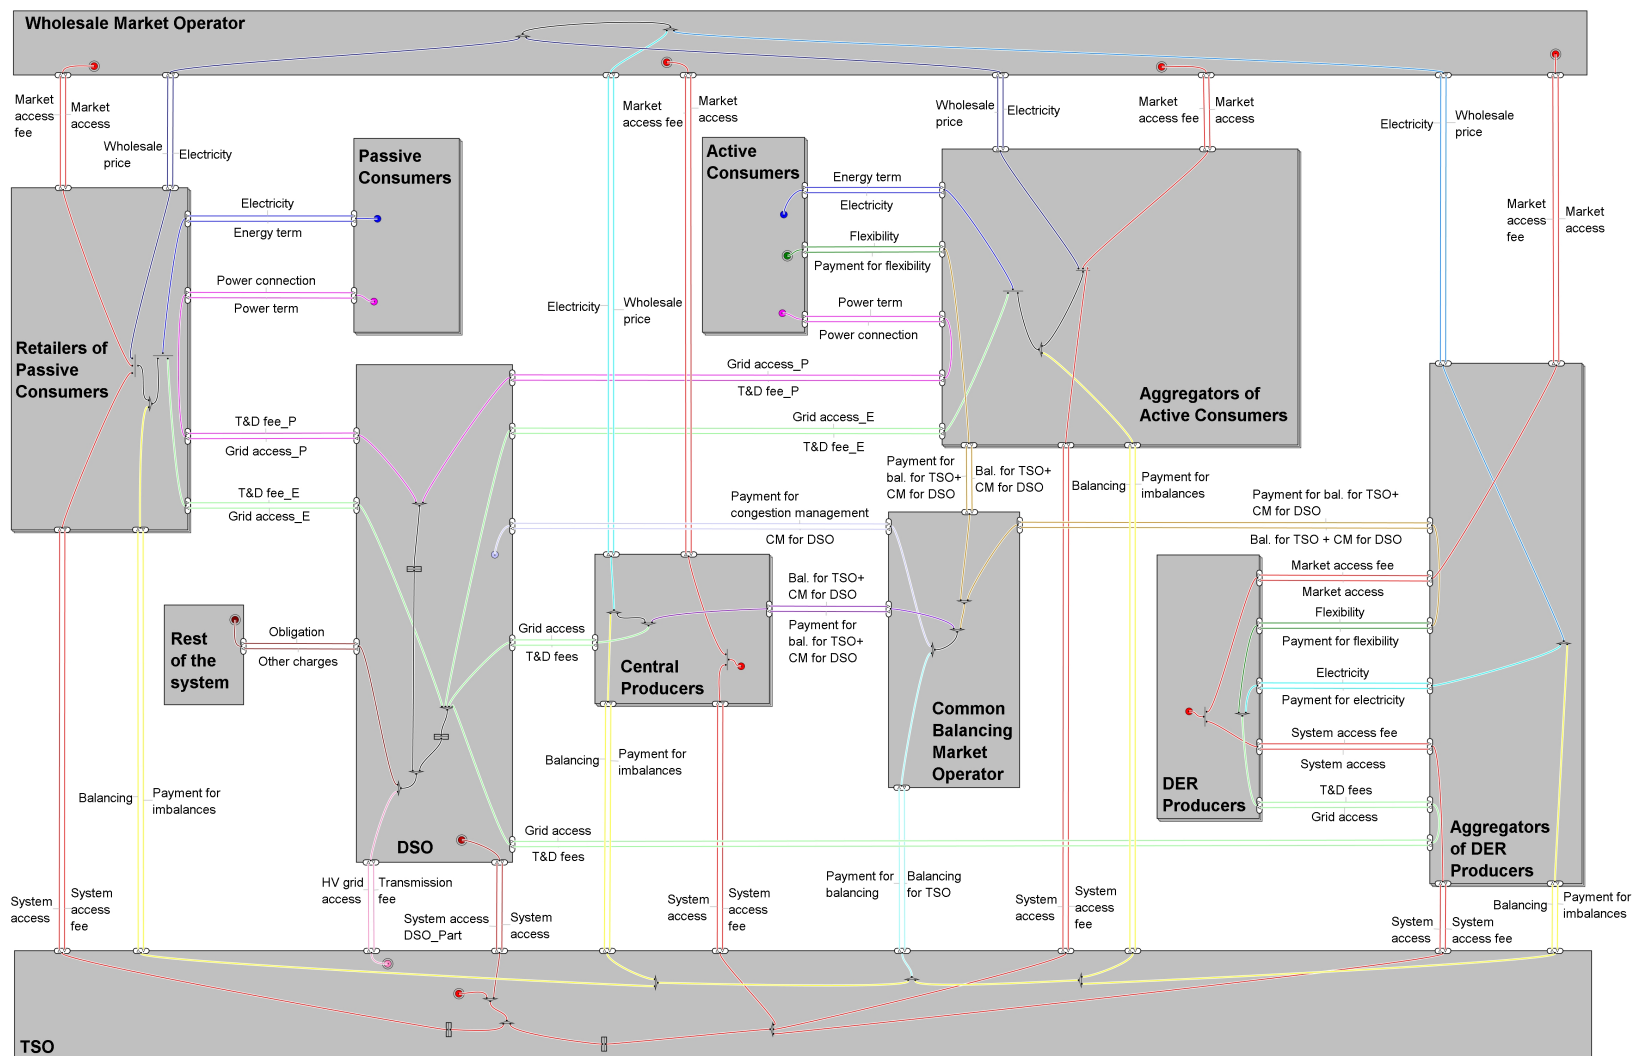 Wholesale Market Operator
Market
access
fee
Market
access
Wholesale
price
Electricity
Market
access fee
Market
access
Wholesale
price
Electricity
Market
access fee
Market
access
Electricity
Wholesale
price
Market
access
fee
Market
access
Passive
Consumers
Active
Consumers
Electricity
Energy term
Power connection
Power term
Energy term
Electricity
Flexibility
Payment for flexibility
Power term
Power connection
Electricity
Wholesale
price
Retailers of
Passive
Consumers
Aggregators of
Active Consumers
Grid access_P
T&D fee_P
Grid access_E
T&D fee_E
T&D fee_P
Grid access_P
T&D fee_E
Grid access_E
Payment for
bal. for TSO+
CM for DSO
Bal. for TSO+
CM for DSO
Balancing
Payment for
imbalances
Payment for
congestion management
CM for DSO
Payment for bal. for TSO+
CM for DSO
Bal. for TSO + CM for DSO
Market access fee
Market access
Flexibility
Payment for flexibility
Electricity
Payment for electricity
System access fee
System access
T&D fees
Grid access
Bal. for TSO+
CM for DSO
Payment for
bal. for TSO+
CM for DSO
Grid access
T&D fees
Rest
of the
system
Obligation
Other charges
Central
Producers
Common
Balancing
Market
Operator
DER
Producers
Aggregators
of DER
Producers
DSO
Grid access
T&D fees
Balancing
Payment for
imbalances
Balancing
Payment for
imbalances
System
access
System
access
fee
HV grid
access
Transmission
fee
System access
DSO_Part
System
access
System
access
System
access
fee
Payment for
balancing
Balancing
for TSO
System
access
System
access
fee
System
access
System
access fee
Balancing
Payment for
imbalances
TSO